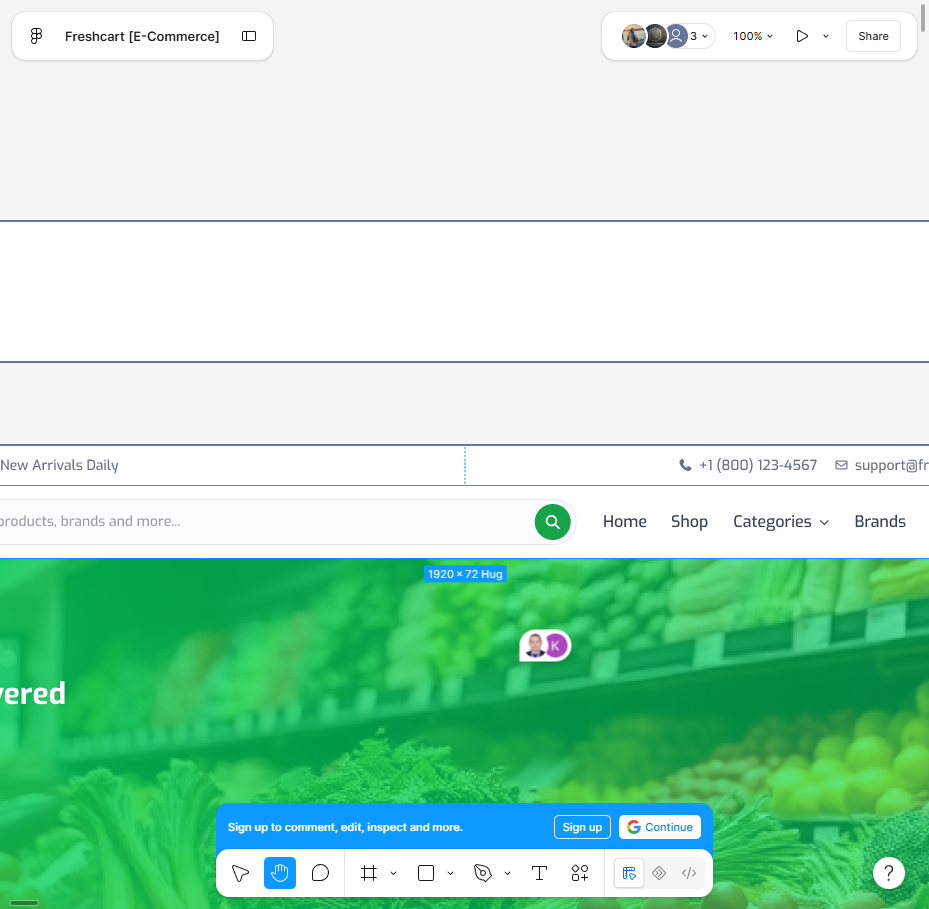 Freshcart [E-Commerce]
3
100%
Share
New Arrivals Daily
+1 (800) 123-4567
support@fr
products, brands and more...
Home
Shop
Categories
Brands
1920 × 72 Hug
K
vered
Sign up to comment, edit, inspect and more.
Sign up
Continue
?